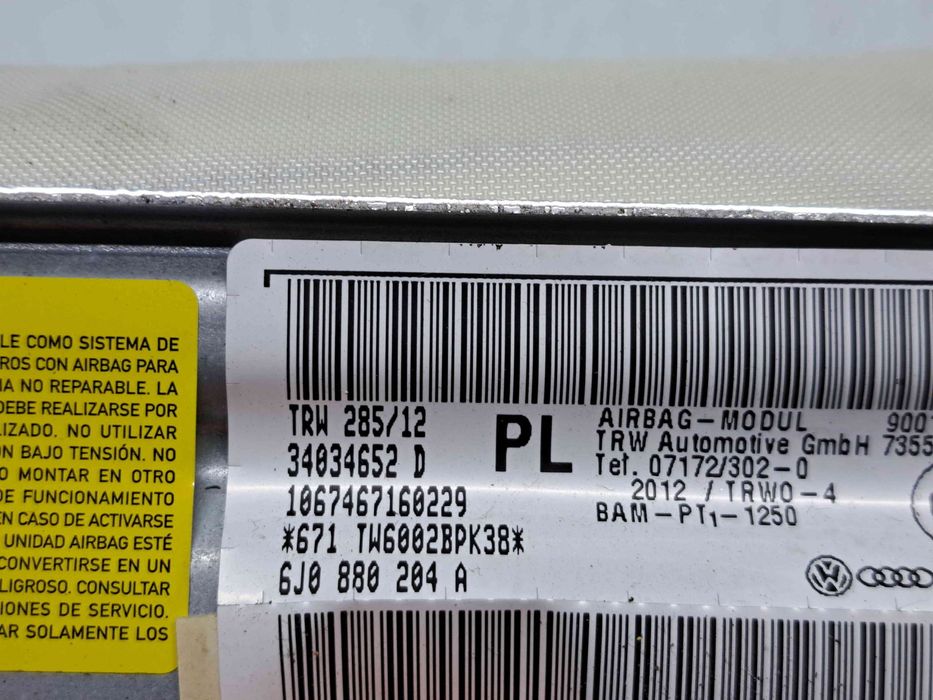 LE COMO SISTEMA DE
ROS CON AIRBAG PARA
NO REPARABLE. LA
DEBE REALIZARSE POR
LIZADO. NO UTILIZAR
ON BAJO TENSIÓN. NO
MONTAR EN OTRO
DE FUNCIONAMIENTO
EN CASO DE ACTIVARSE
UNIDAD AIRBAG ESTÉ
CONVERTIRSE EN UN
LIGROSO. CONSULTAR
IONES DE SERVICIO.
AR SOLAMENTE LOS
TRW 285/12
34034652 D
1067467160229
*671 TW6002BPK38*
6J0 880 204 A
PL
AIRBAG-MODUL 9001
TRW Automotive GmbH 7355
Tel. 07172/302-0
2012 / TRWO-4
BAM-PT1-1250